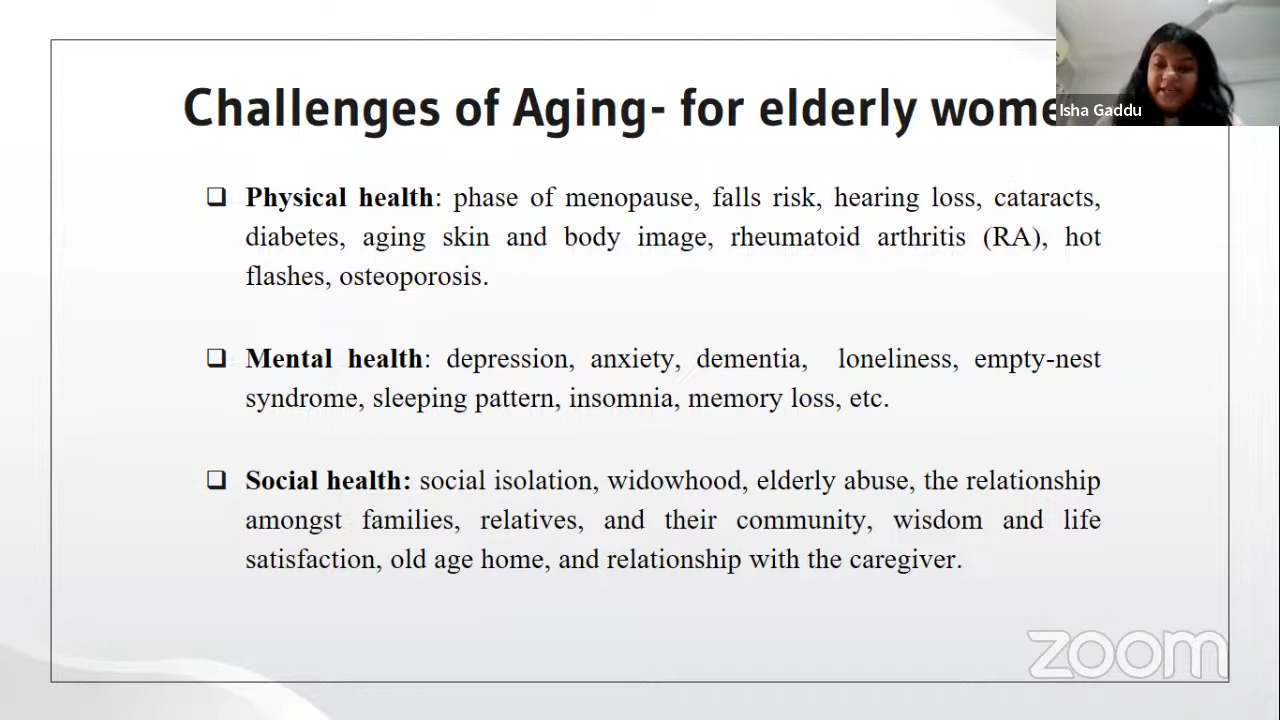 Challenges of Aging- for elderly wome
Isha Gaddu
❑ Physical health: phase of menopause, falls risk, hearing loss, cataracts,
diabetes, aging skin and body image, rheumatoid arthritis (RA), hot
flashes, osteoporosis.
❑ Mental health: depression, anxiety, dementia, loneliness, empty-nest
syndrome, sleeping pattern, insomnia, memory loss, etc.
❑ Social health: social isolation, widowhood, elderly abuse, the relationship
amongst families, relatives, and their community, wisdom and life
satisfaction, old age home, and relationship with the caregiver.
zoom